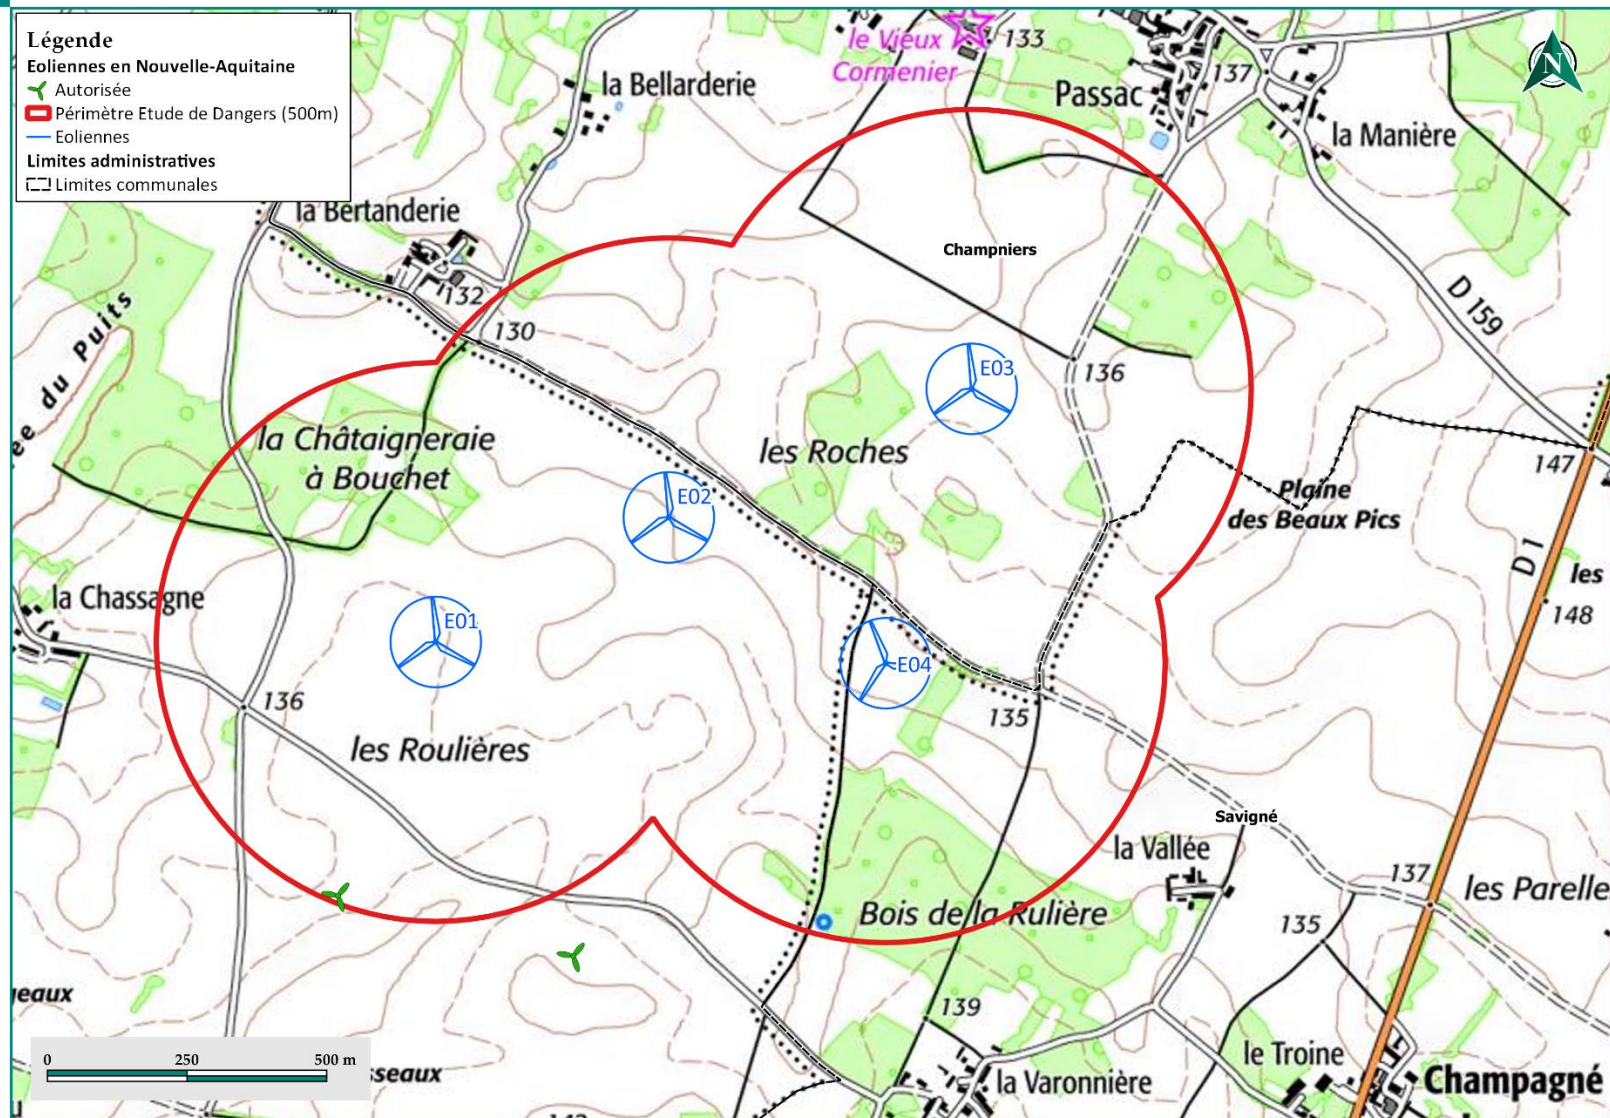 Légende
Eoliennes en Nouvelle-Aquitaine
Autorisée
Périmètre Etude de Dangers (500m)
Eoliennes
Limites administratives
Limites communales
N
le Vieux
Cormenier
133
137
Passac
la Bellarderie
la Manière
la Bertanderie
132
130
Champniers
D 159
ee du Puits
E03
136
la Châtaigneraie
à Bouchet
les Roches
147
E02
Plaine
des Beaux Pics
D 1
les
148
la Chassagne
E01
E04
136
135
les Roulières
Savigné
la Vallée
137
les Parelle
Bois de la Rulière
135
geaux
139
0 250 500 m
sseaux
le Troine
la Varonnière
Champagné